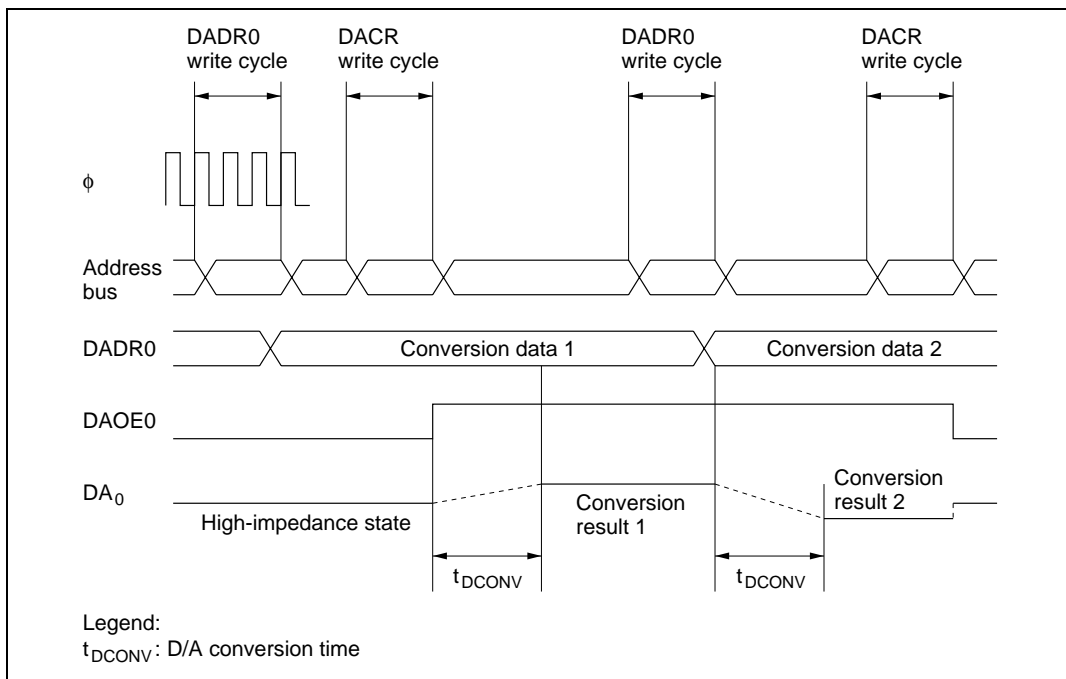 DADR0
write cycle
DACR
write cycle
DADR0
write cycle
DACR
write cycle
ϕ
Address
bus
DADR0
Conversion data 1
Conversion data 2
DAOE0
DA0
High-impedance state
Conversion
result 1
Conversion
result 2
tDCONV
tDCONV
Legend:
tDCONV: D/A conversion time